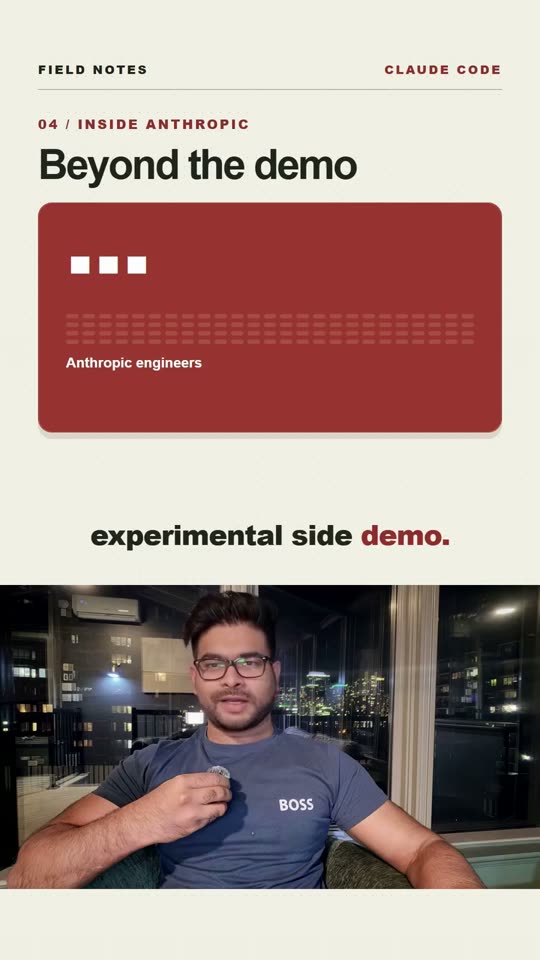 FIELD NOTES
CLAUDE CODE
04 / INSIDE ANTHROPIC
Beyond the demo
Anthropic engineers
experimental side demo.
BOSS